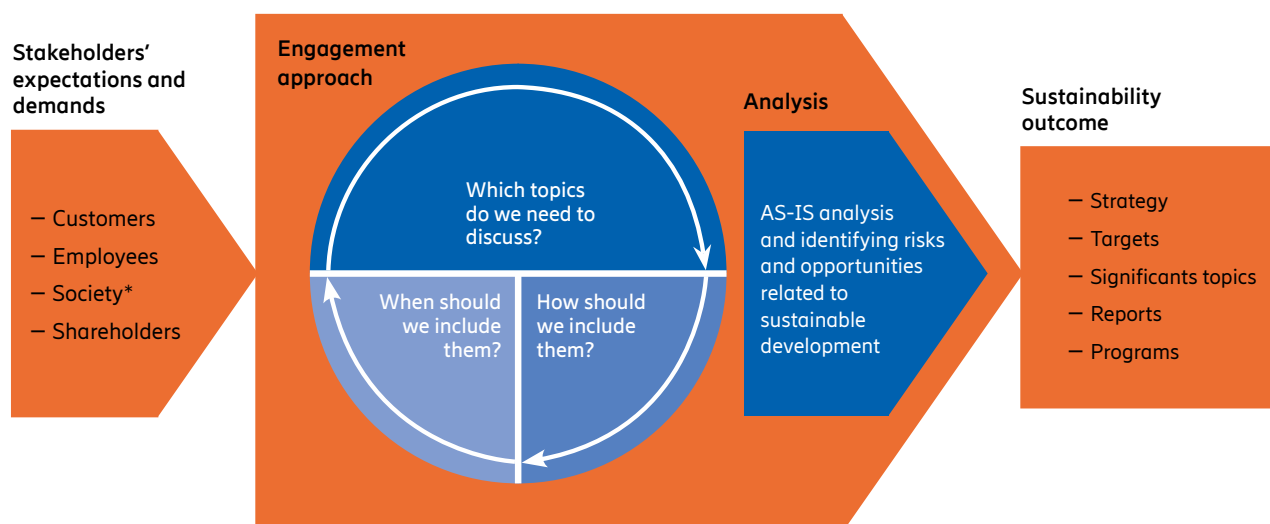 Stakeholders’
expectations and
demands
– Customers
– Employees
– Society*
– Shareholders
Engagement
approach
Which topics
do we need to
discuss?
When should
we include
them?
How should
we include
them?
Analysis
AS-IS analysis
and identifying risks
and opportunities
related to
sustainable
development
Sustainability
outcome
– Strategy
– Targets
– Significants topics
– Reports
– Programs